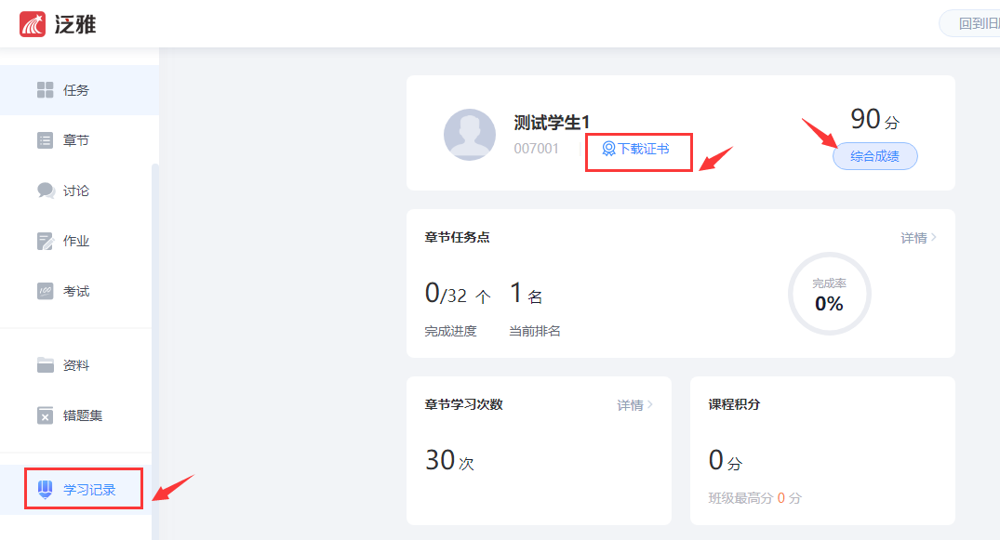 泛雅
回到旧
任务
章节
讨论
作业
考试
资料
错题集
学习记录
测试学生1
007001
下载证书
90 分
综合成绩
章节任务点
详情
0/32 个
1 名
完成进度
当前排名
完成率
0%
章节学习次数
详情
30 次
课程积分
0 分
班级最高分 0 分